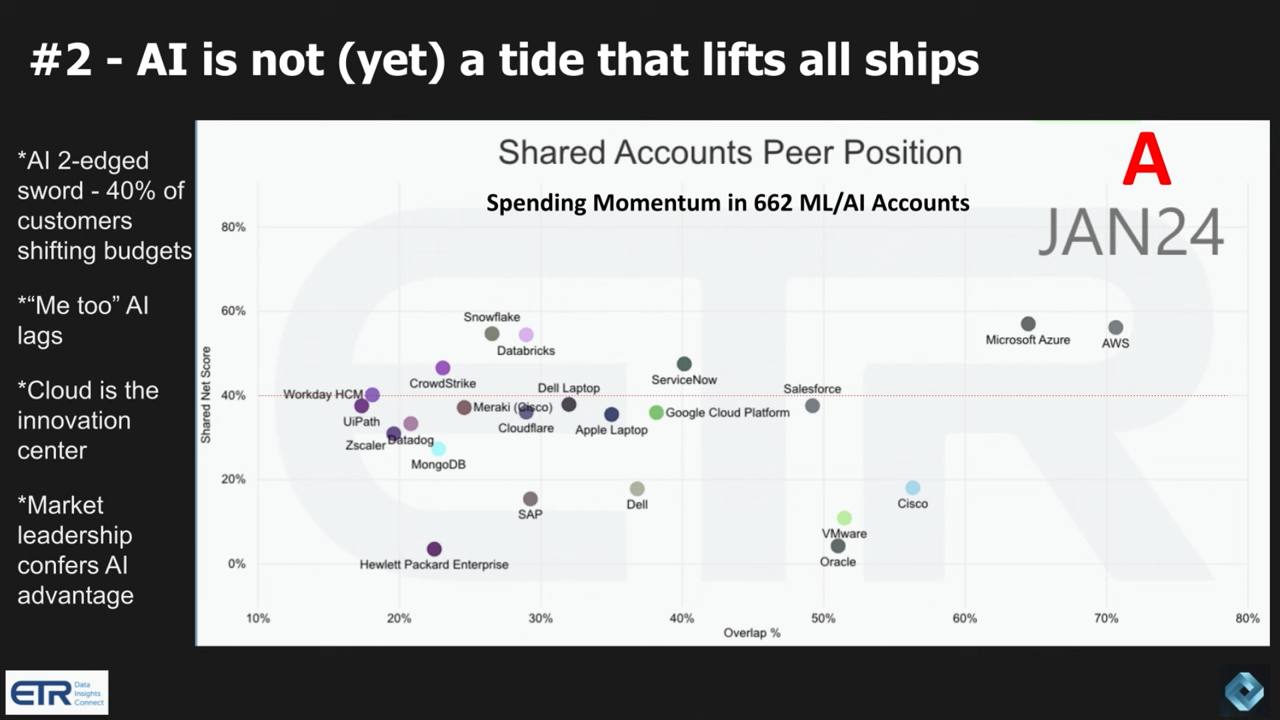 #2 - AI is not (yet) a tide that lifts all ships
*AI 2-edged
sword - 40% of
customers
shifting budgets
*“Me too” AI
lags
*Cloud is the
innovation
center
*Market
leadership
confers AI
advantage
Shared Accounts Peer Position
A
Spending Momentum in 662 ML/AI Accounts
JAN24
Shared Net Score
80%
60%
40%
20%
0%
Snowflake
Databricks
Microsoft Azure
AWS
CrowdStrike
ServiceNow
Workday HCM
Dell Laptop
Salesforce
UiPath
Meraki (Cisco)
Cloudflare
Apple Laptop
Google Cloud Platform
Zscaler
Datadog
MongoDB
SAP
Dell
Cisco
VMware
Oracle
Hewlett Packard Enterprise
10%
20%
30%
40%
50%
60%
70%
80%
Overlap %
ETR
Data
Insights
Connect